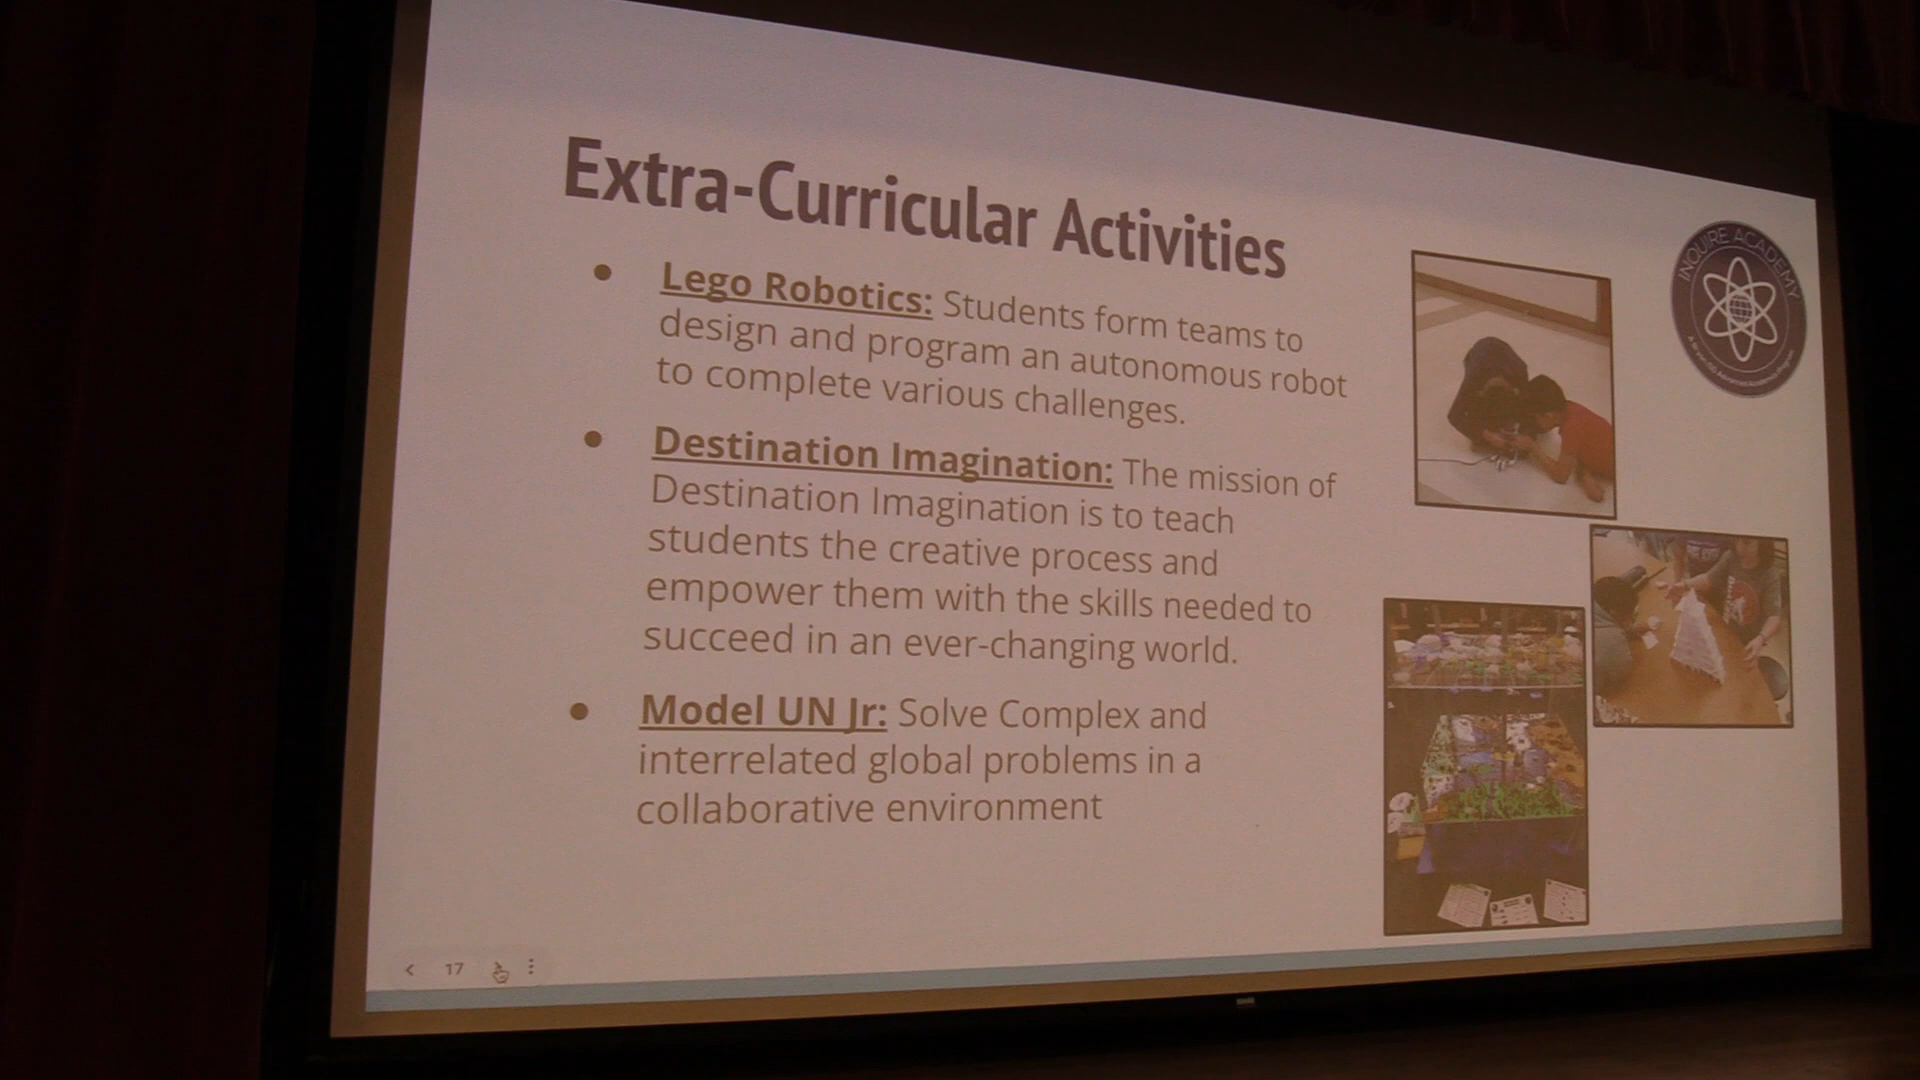 Extra-Curricular Activities
INQUIRE ACADEMY
Lego Robotics: Students form teams to
design and program an autonomous robot
to complete various challenges.
Destination Imagination: The mission of
Destination Imagination is to teach
students the creative process and
empower them with the skills needed to
succeed in an ever-changing world.
Model UN Jr: Solve Complex and
interrelated global problems in a
collaborative environment
17